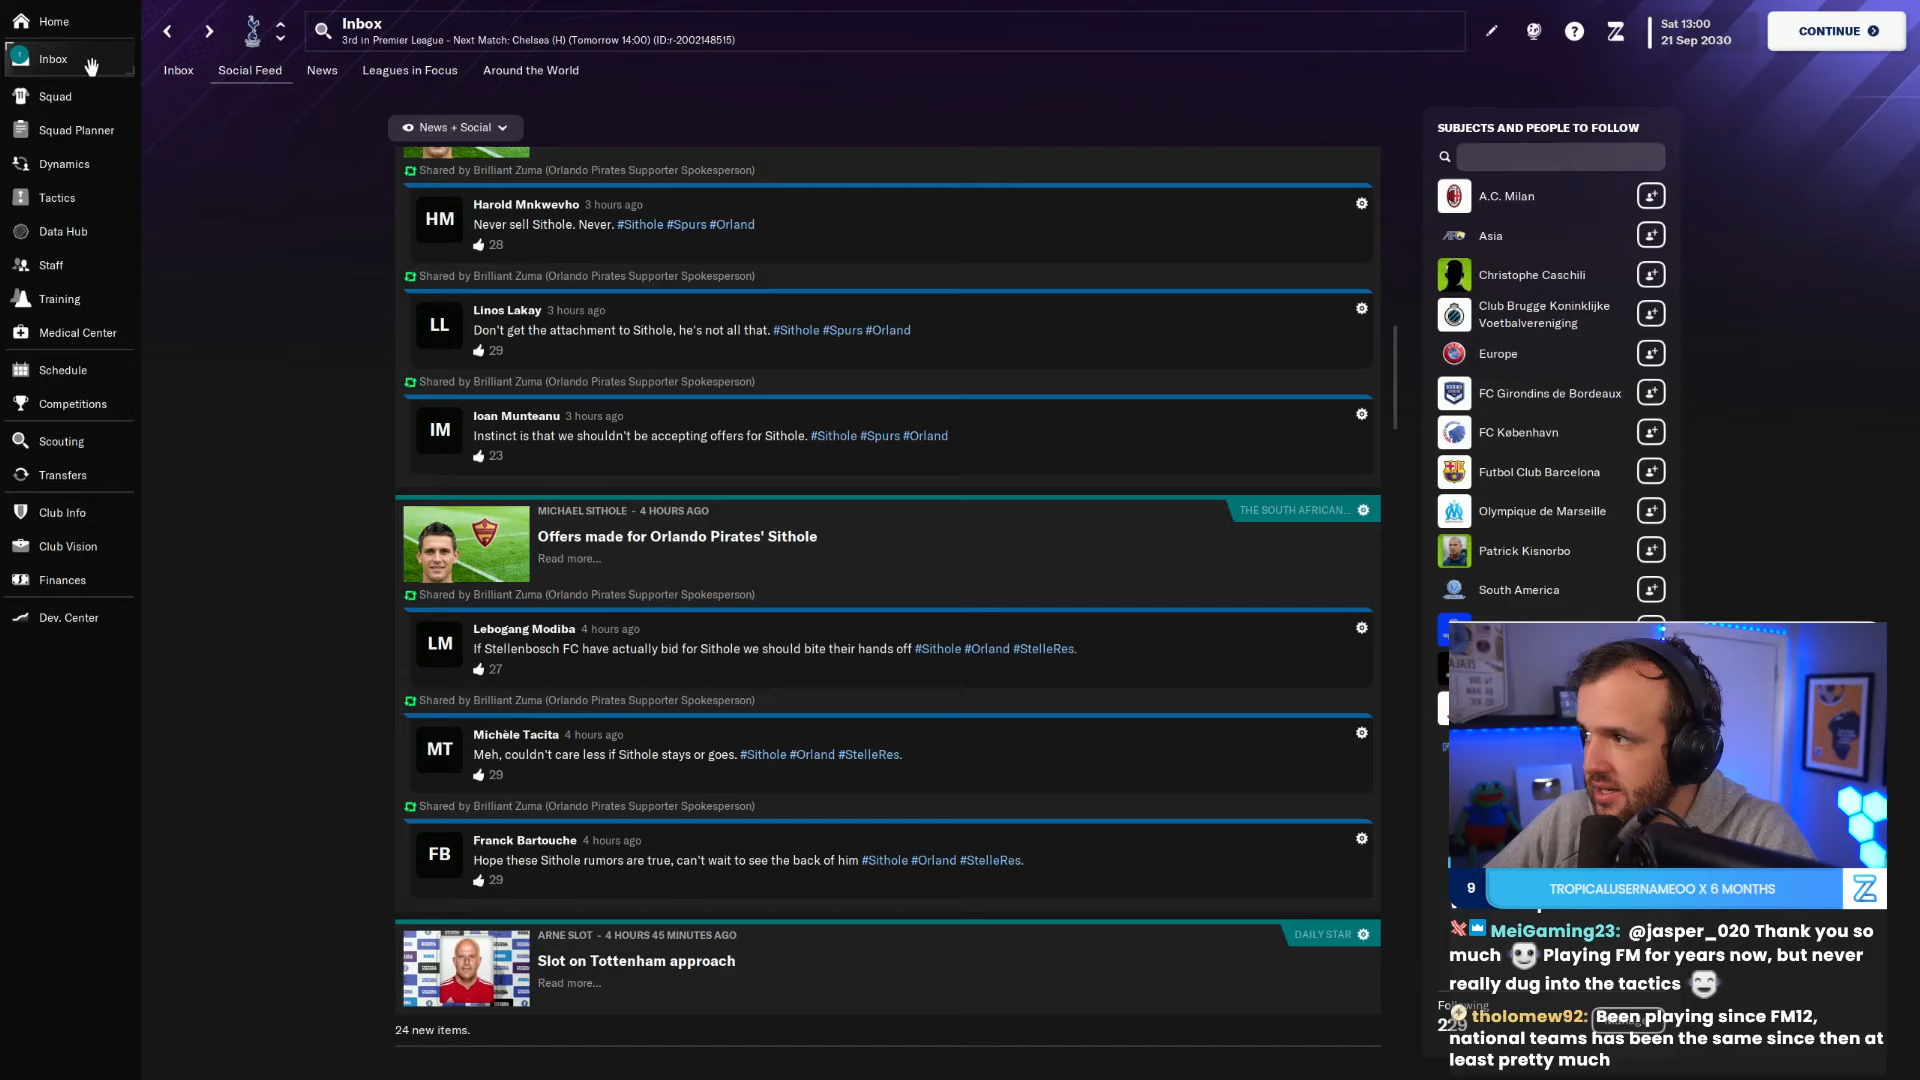 Home
Inbox
Squad
Squad Planner
Dynamics
Tactics
Data Hub
Staff
Training
Medical Center
Schedule
Competitions
Scouting
Transfers
Club Info
Club Vision
Finances
Dev. Center
Inbox
3rd in Premier League - Next Match: Chelsea (H) (Tomorrow 14:00) (ID:r-2002148515)
Sat 13:00
21 Sep 2030
CONTINUE
Inbox
Social Feed
News
Leagues in Focus
Around the World
News + Social
Shared by Brilliant Zuma (Orlando Pirates Supporter Spokesperson)
HM
Harold Mnkwevho 3 hours ago
Never sell Sithole. Never. #Sithole #Spurs #Orland
28
Shared by Brilliant Zuma (Orlando Pirates Supporter Spokesperson)
LL
Linos Lakay 3 hours ago
Don't get the attachment to Sithole, he's not all that. #Sithole #Spurs #Orland
29
Shared by Brilliant Zuma (Orlando Pirates Supporter Spokesperson)
IM
Ioan Munteanu 3 hours ago
Instinct is that we shouldn't be accepting offers for Sithole. #Sithole #Spurs #Orland
23
MICHAEL SITHOLE - 4 HOURS AGO
THE SOUTH AFRICAN...
Offers made for Orlando Pirates' Sithole
Read more...
Shared by Brilliant Zuma (Orlando Pirates Supporter Spokesperson)
LM
Lebogang Modiba 4 hours ago
If Stellenbosch FC have actually bid for Sithole we should bite their hands off #Sithole #Orland #StelleRes.
27
Shared by Brilliant Zuma (Orlando Pirates Supporter Spokesperson)
MT
Michèle Tacita 4 hours ago
Meh, couldn't care less if Sithole stays or goes. #Sithole #Orland #StelleRes.
29
Shared by Brilliant Zuma (Orlando Pirates Supporter Spokesperson)
FB
Franck Bartouche 4 hours ago
Hope these Sithole rumors are true, can't wait to see the back of him #Sithole #Orland #StelleRes.
29
ARNE SLOT - 4 HOURS 45 MINUTES AGO
DAILY STAR
Slot on Tottenham approach
Read more...
24 new items.
SUBJECTS AND PEOPLE TO FOLLOW
A.C. Milan
Asia
Christophe Caschili
Club Brugge Koninklijke
Voetbalvereniging
Europe
FC Girondins de Bordeaux
FC København
Futbol Club Barcelona
Olympique de Marseille
Patrick Kisnorbo
South America
9
TROPICALUSERNAMEOO X 6 MONTHS
MeiGaming23: @jasper_020 Thank you so
much Playing FM for years now, but never
really dug into the tactics
Following
229
tholomew92: Been playing since FM12,
national teams has been the same since then at
least pretty much